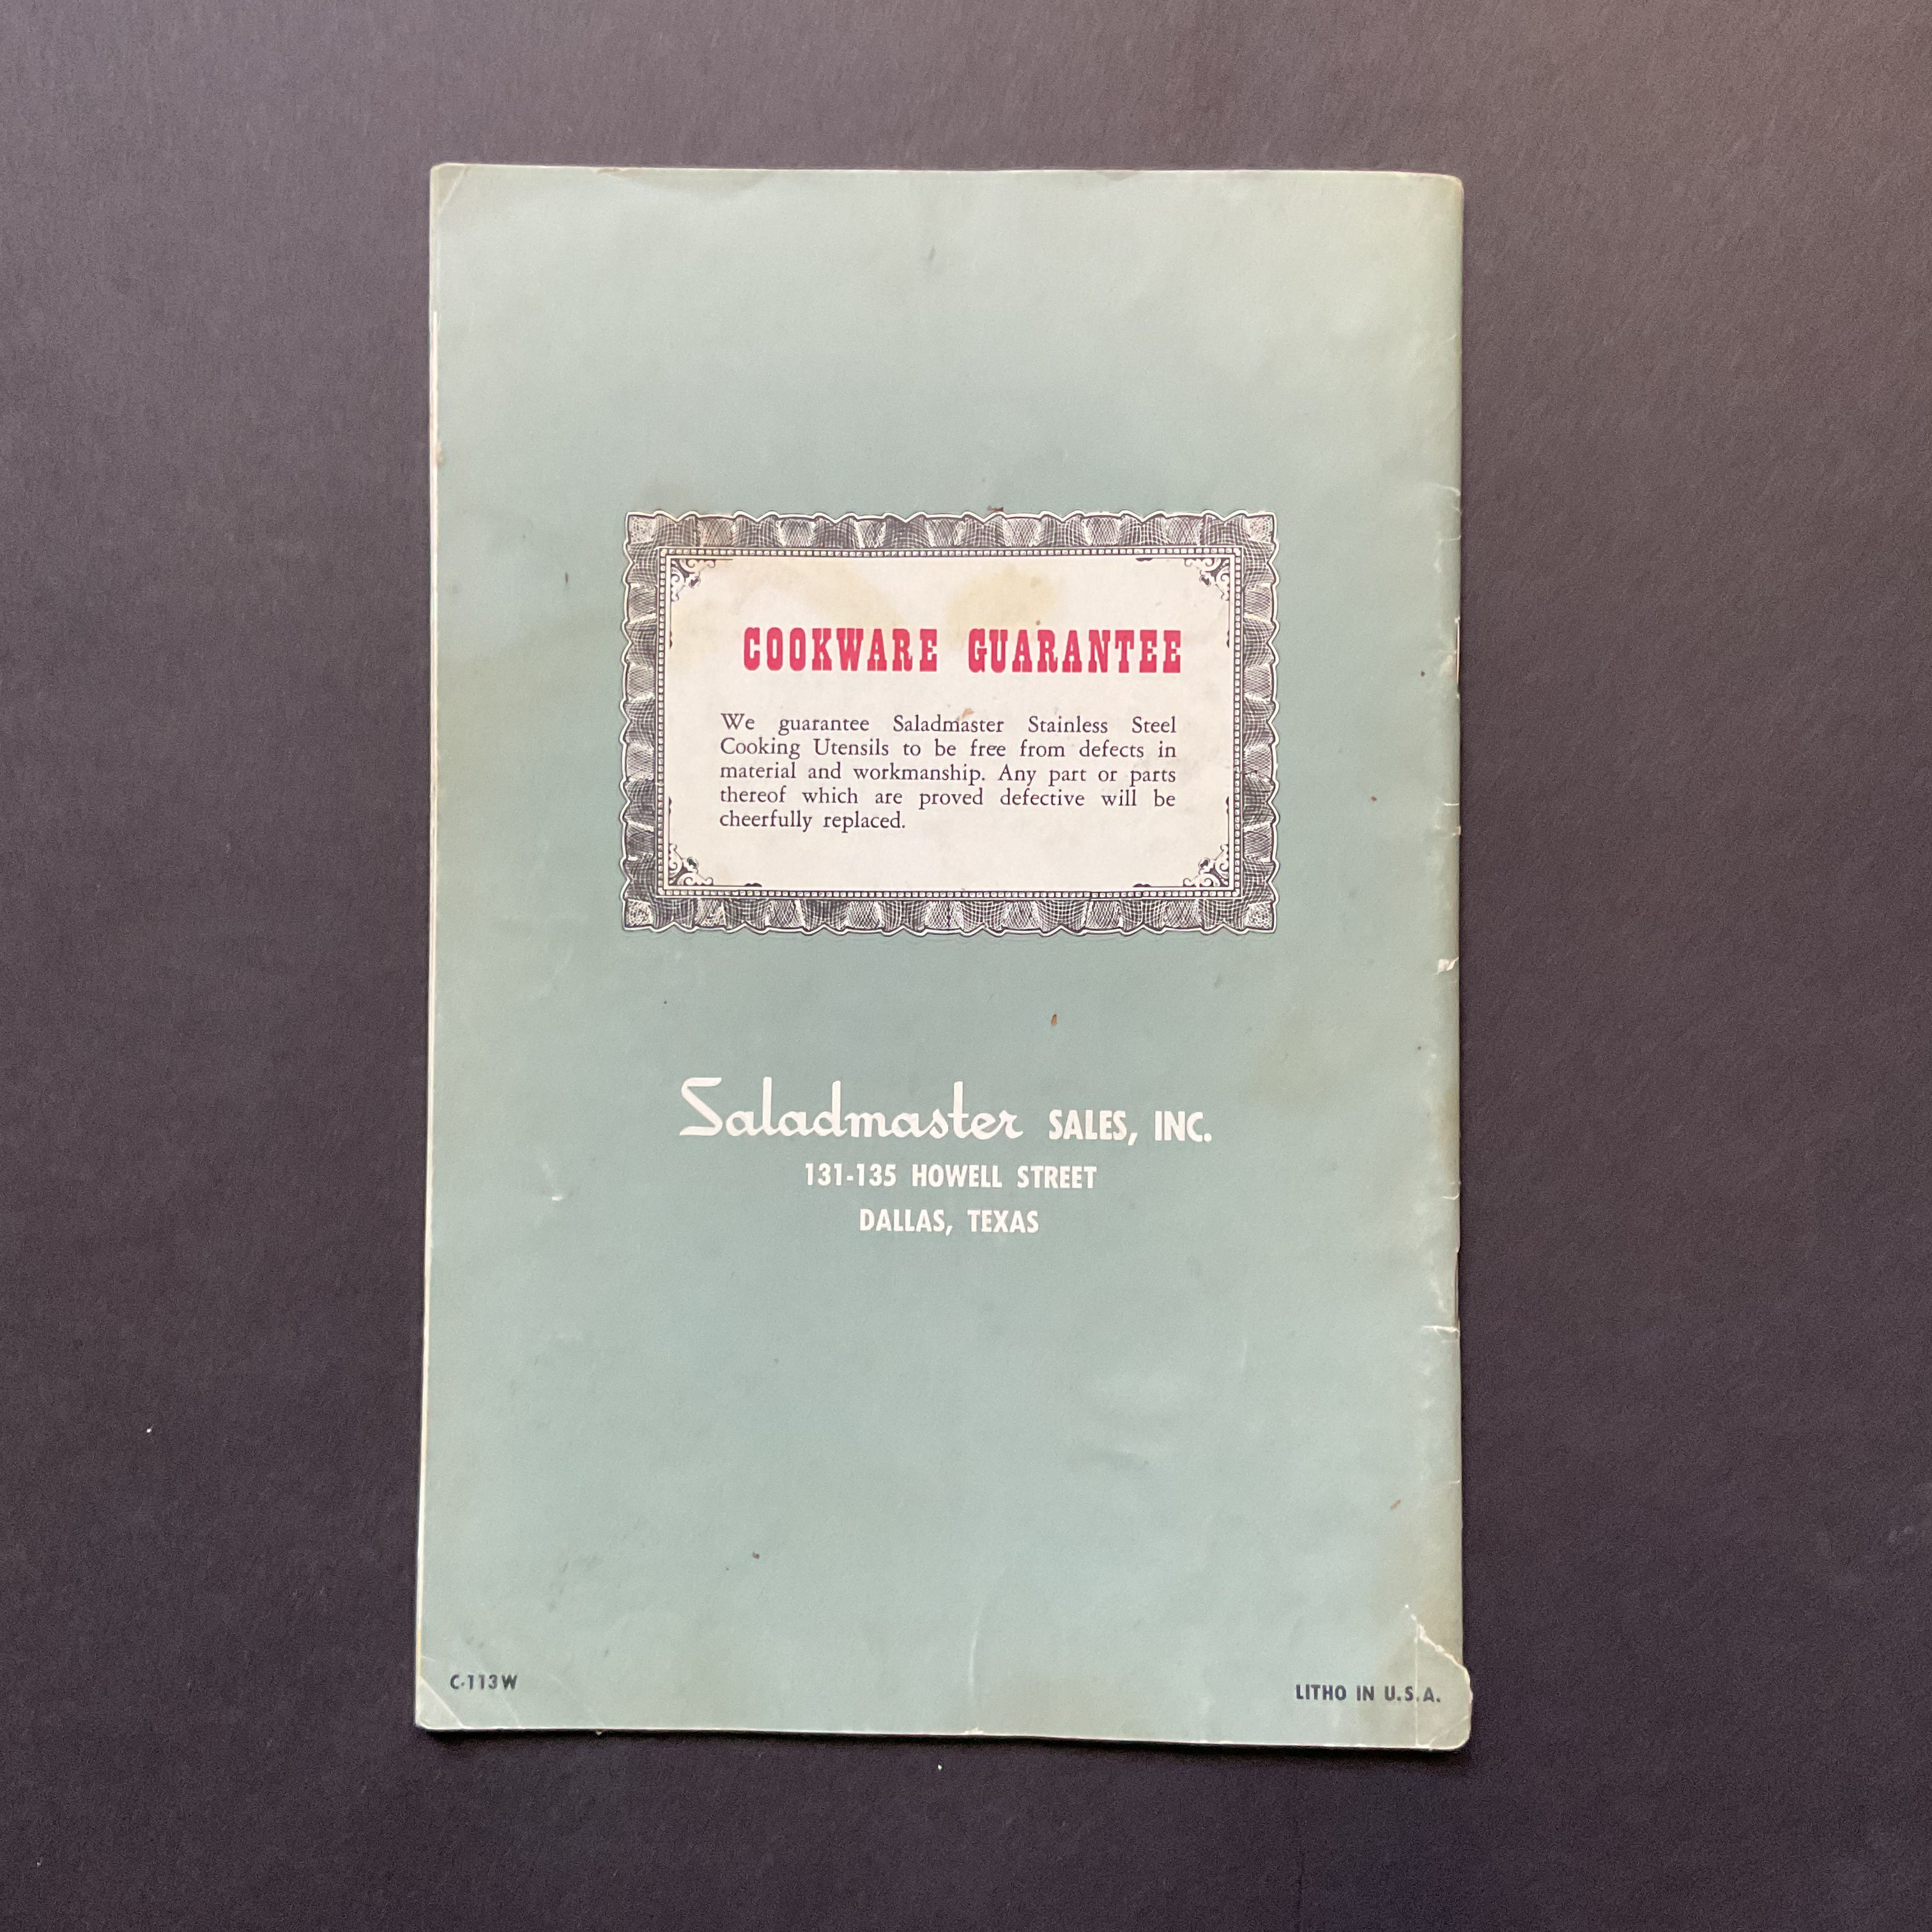 COOKWARE GUARANTEE
We guarantee Saladmaster Stainless Steel
Cooking Utensils to be free from defects in
material and workmanship. Any part or parts
thereof which are proved defective will be
cheerfully replaced.
Saladmaster SALES, INC.
131-135 HOWELL STREET
DALLAS, TEXAS
C-113W
LITHO IN U.S.A.